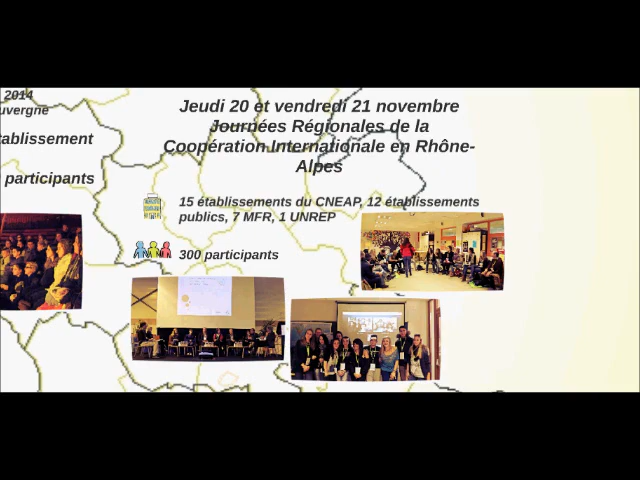 2014
uvergne
tablissement
participants
Jeudi 20 et vendredi 21 novembre
Journées Régionales de la
Coopération Internationale en Rhône-
Alpes
15 établissements du CNEAP, 12 établissements
publics, 7 MFR, 1 UNREP
300 participants